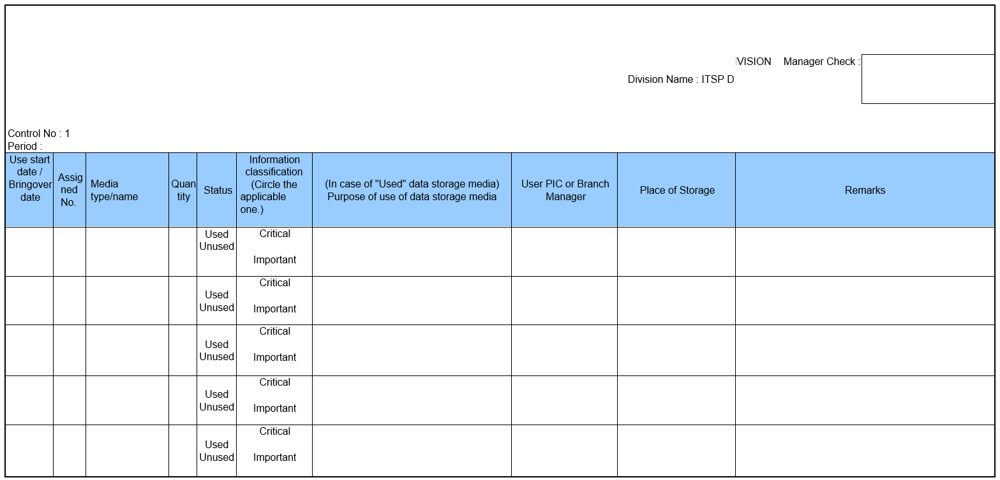 IVISION Manager Check :
Division Name : ITSP D
Control No : 1
Period :
Use start
date /
Bringover
date
Assig
ned
No.
Media
type/name
Quan
tity
Status
Information
classification
(Circle the
applicable
one.)
(In case of "Used" data storage media)
Purpose of use of data storage media
User PIC or Branch
Manager
Place of Storage
Remarks
Used
Unused
Critical
Important
Used
Unused
Critical
Important
Used
Unused
Critical
Important
Used
Unused
Critical
Important
Used
Unused
Critical
Important